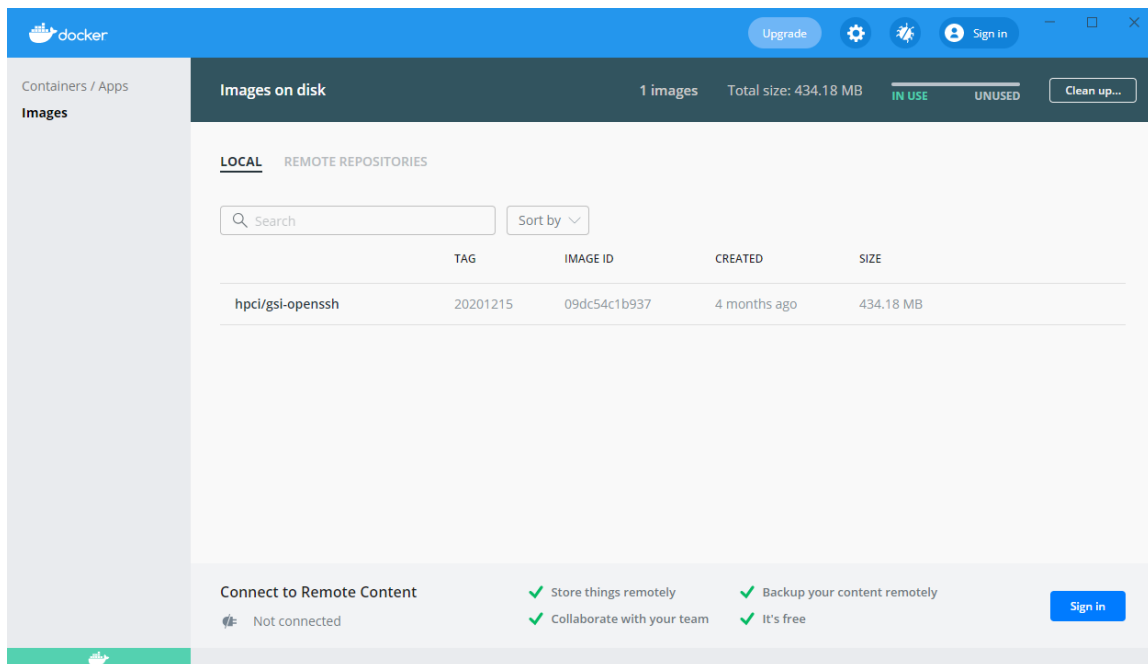 docker
Upgrade
Sign in
Containers / Apps
Images
Images on disk
1 images
Total size: 434.18 MB
IN USE
UNUSED
Clean up...
LOCAL
REMOTE REPOSITORIES
Search
Sort by
TAG IMAGE ID CREATED SIZE
hpci/gsi-openssh 20201215 09dc54c1b937 4 months ago 434.18 MB
Connect to Remote Content
Not connected
Store things remotely
Collaborate with your team
Backup your content remotely
It's free
Sign in